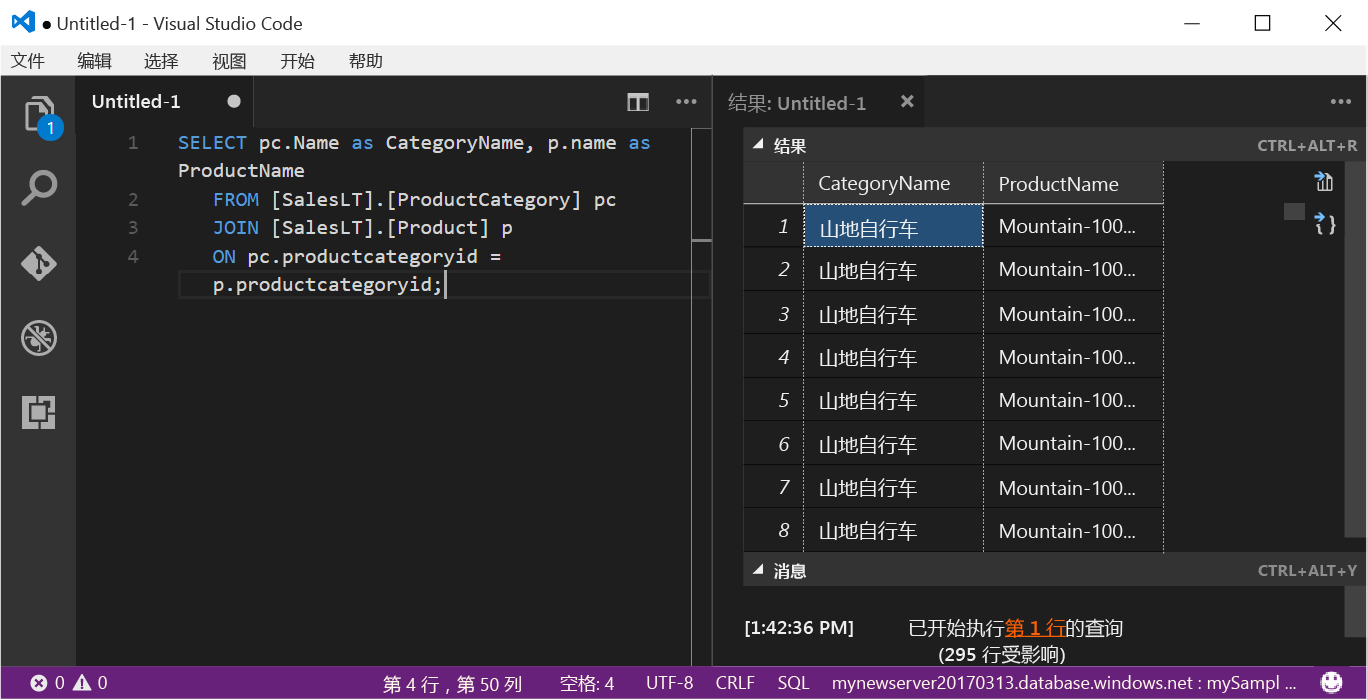 ● Untitled-1 - Visual Studio Code
文件 编辑 选择 视图 开始 帮助
Untitled-1
1
1 SELECT pc.Name as CategoryName, p.name as
ProductName
2 FROM [SalesLT].[ProductCategory] pc
3 JOIN [SalesLT].[Product] p
4 ON pc.productcategoryid =
p.productcategoryid;
结果: Untitled-1
结果 CTRL+ALT+R
CategoryName ProductName
1 山地自行车 Mountain-100...
2 山地自行车 Mountain-100...
3 山地自行车 Mountain-100...
4 山地自行车 Mountain-100...
5 山地自行车 Mountain-100...
6 山地自行车 Mountain-100...
7 山地自行车 Mountain-100...
8 山地自行车 Mountain-100...
消息 CTRL+ALT+Y
[1:42:36 PM] 已开始执行第 1 行的查询
(295 行受影响)
0 0 第 4 行，第 50 列 空格: 4 UTF-8 CRLF SQL mynewserver20170313.database.windows.net : mySampl ...